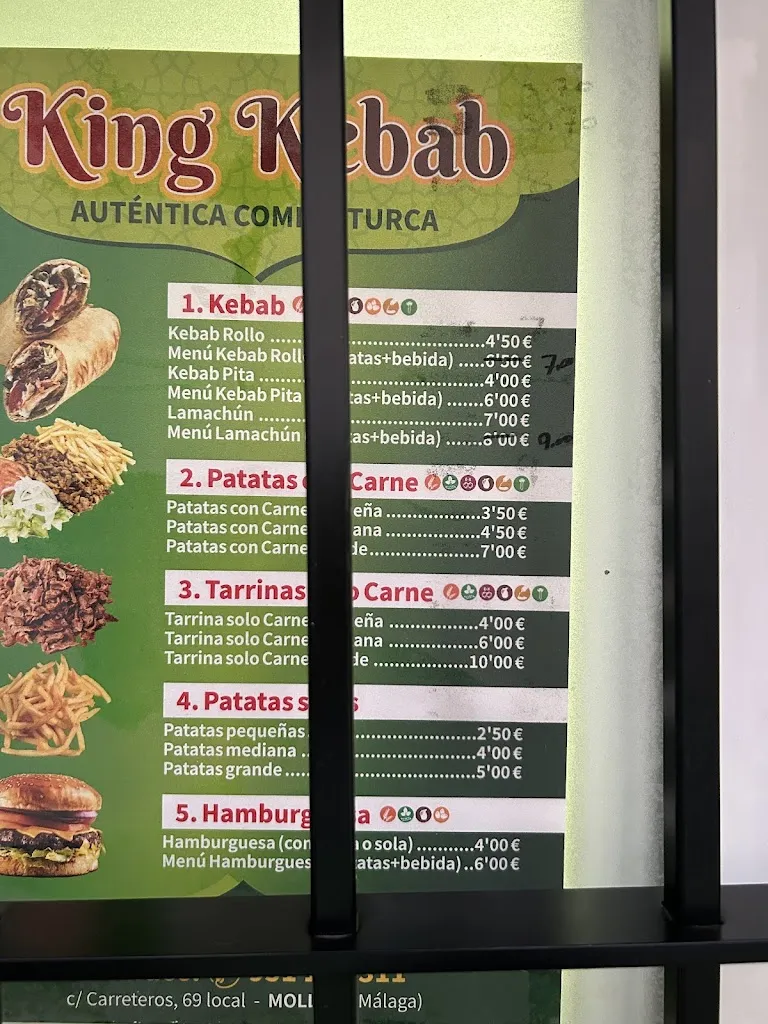 King Kebab
AUTÉNTICA COMI TURCA
1. Kebab
Kebab Rollo ..........................................4'50€
Menú Kebab Roll atas+bebida) .....6'50€ 7,00
Kebab Pita ............................................4'00€
Menú Kebab Pita tas+bebida) .......6'00€
Lamachún .............................................7'00€
Menú Lamachún tas+bebida) .......8'00€ 9,00
2. Patatas Carne
Patatas con Carne eña ..................3'50€
Patatas con Carne ana ..................4'50€
Patatas con Carne de.....................7'00€
3. Tarrinas o Carne
Tarrina solo Carne eña .................4'00€
Tarrina solo Carne ana .................6'00€
Tarrina solo Carne de ..................10'00€
4. Patatas s s
Patatas pequeñas ............................2'50€
Patatas mediana .................................4'00€
Patatas grande....................................5'00€
5. Hamburg a
Hamburguesa (con o sola) ...........4'00€
Menú Hamburgues atas+bebida)..6'00€
c/ Carreteros, 69 local - MOLL Málaga)